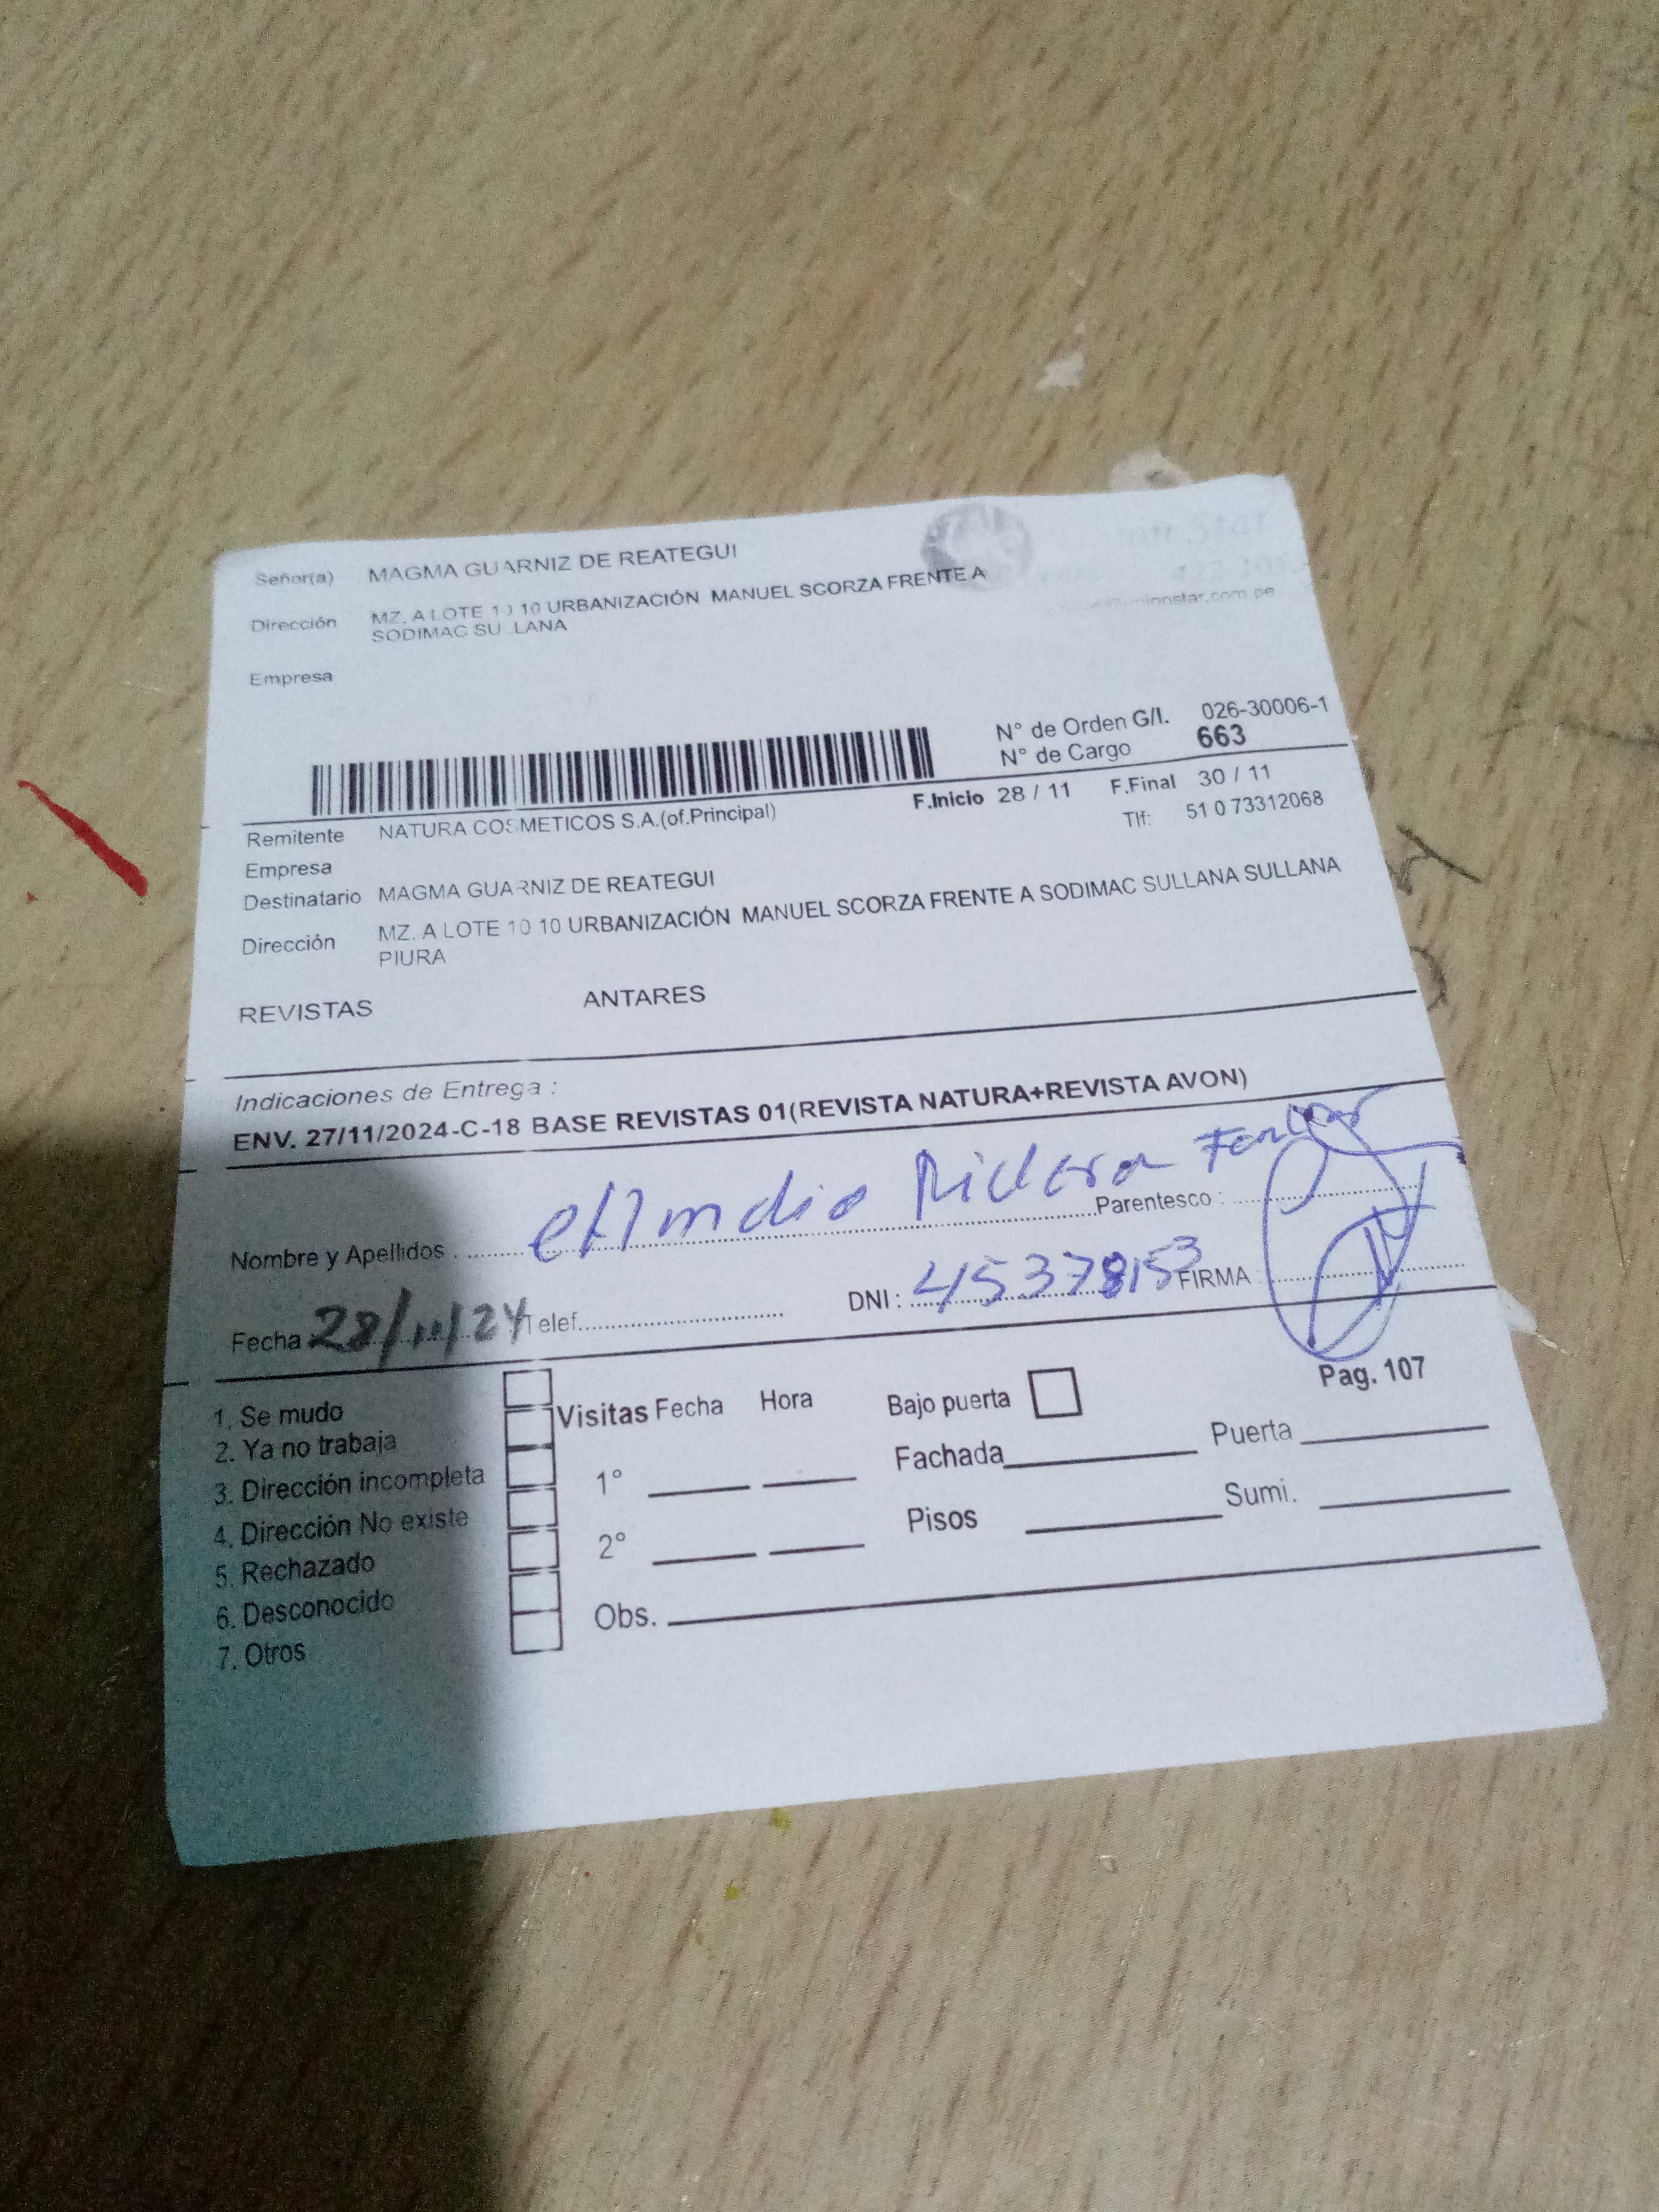 Señor(a) MAGMA GUARNIZ DE REATEGUI
Dirección MZ. A LOTE 10 10 URBANIZACIÓN MANUEL SCORZA FRENTE A
SODIMAC SULLANA
Empresa
N° de Orden G/I. 026-30006-1
N° de Cargo 663
F.Inicio 28 / 11 F.Final 30 / 11
Remitente NATURA COSMETICOS S.A.(of.Principal) Tlf: 51 0 73312068
Empresa
Destinatario MAGMA GUARNIZ DE REATEGUI
Dirección MZ. A LOTE 10 10 URBANIZACIÓN MANUEL SCORZA FRENTE A SODIMAC SULLANA SULLANA
PIURA
REVISTAS ANTARES
Indicaciones de Entrega :
ENV. 27/11/2024-C-18 BASE REVISTAS 01(REVISTA NATURA+REVISTA AVON)
Nombre y Apellidos : Parentesco :
Fecha 28/11/24 Telef. DNI : 45378153 FIRMA :
Pag. 107
1. Se mudo
2. Ya no trabaja
3. Dirección incompleta
4. Dirección No existe
5. Rechazado
6. Desconocido
7. Otros
Visitas Fecha Hora
1°
2°
Obs.
Bajo puerta
Fachada Puerta
Pisos Sumi.